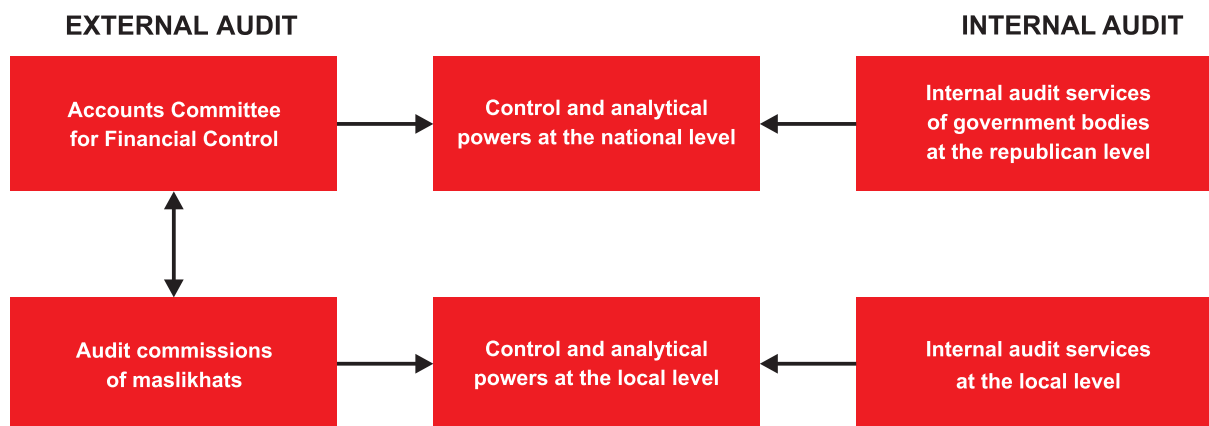 EXTERNAL AUDIT
INTERNAL AUDIT
Accounts Committee
for Financial Control
Control and analytical
powers at the national level
Internal audit services
of government bodies
at the republican level
Audit commissions
of maslikhats
Control and analytical
powers at the local level
Internal audit services
at the local level